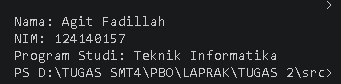 >
Nama: Agit Fadillah
NIM: 124140157
Program Studi: Teknik Informatika
PS D:\TUGAS SMT4\PBO\LAPRAK\TUGAS 2\src>